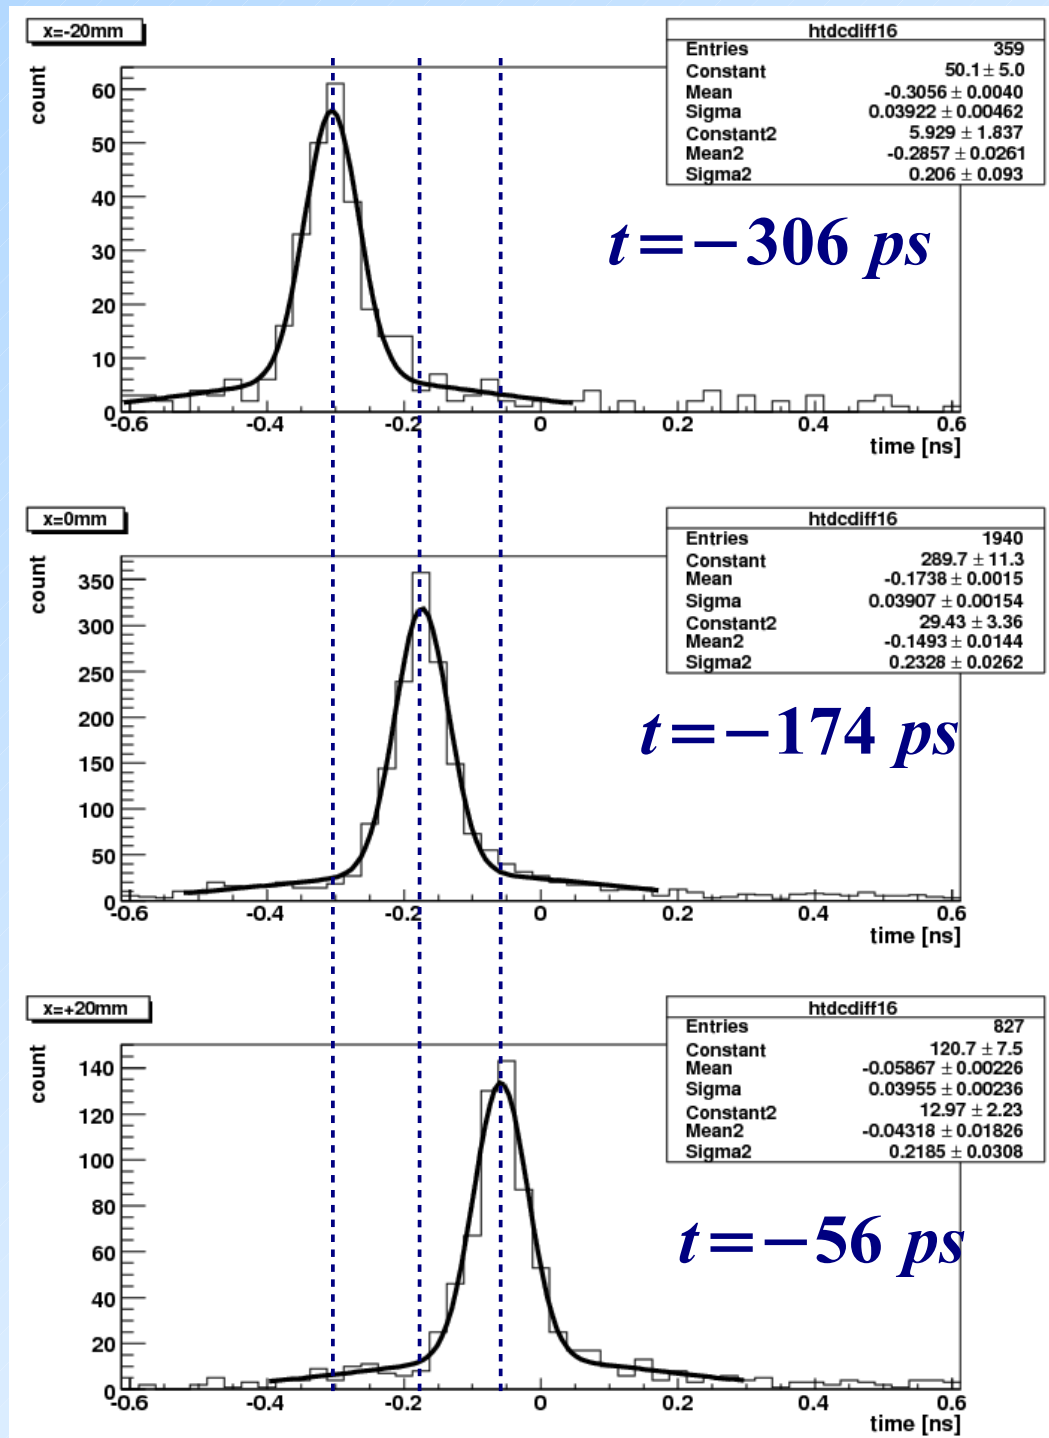 x=-20mm
htdcdiff16
Entries 359
Constant 50.1 ± 5.0
Mean -0.3056 ± 0.0040
Sigma 0.03922 ± 0.00462
Constant2 5.929 ± 1.837
Mean2 -0.2857 ± 0.0261
Sigma2 0.206 ± 0.093
count
60
50
40
30
20
10
0
t=−306 ps
-0.6 -0.4 -0.2 0 0.2 0.4 0.6
time [ns]
x=0mm
htdcdiff16
Entries 1940
Constant 289.7 ± 11.3
Mean -0.1738 ± 0.0015
Sigma 0.03907 ± 0.00154
Constant2 29.43 ± 3.36
Mean2 -0.1493 ± 0.0144
Sigma2 0.2328 ± 0.0262
count
350
300
250
200
150
100
50
0
t=−174 ps
-0.6 -0.4 -0.2 0 0.2 0.4 0.6
time [ns]
x=+20mm
htdcdiff16
Entries 827
Constant 120.7 ± 7.5
Mean -0.05867 ± 0.00226
Sigma 0.03955 ± 0.00236
Constant2 12.97 ± 2.23
Mean2 -0.04318 ± 0.01826
Sigma2 0.2185 ± 0.0308
count
140
120
100
80
60
40
20
0
t=−56 ps
-0.6 -0.4 -0.2 0 0.2 0.4 0.6
time [ns]